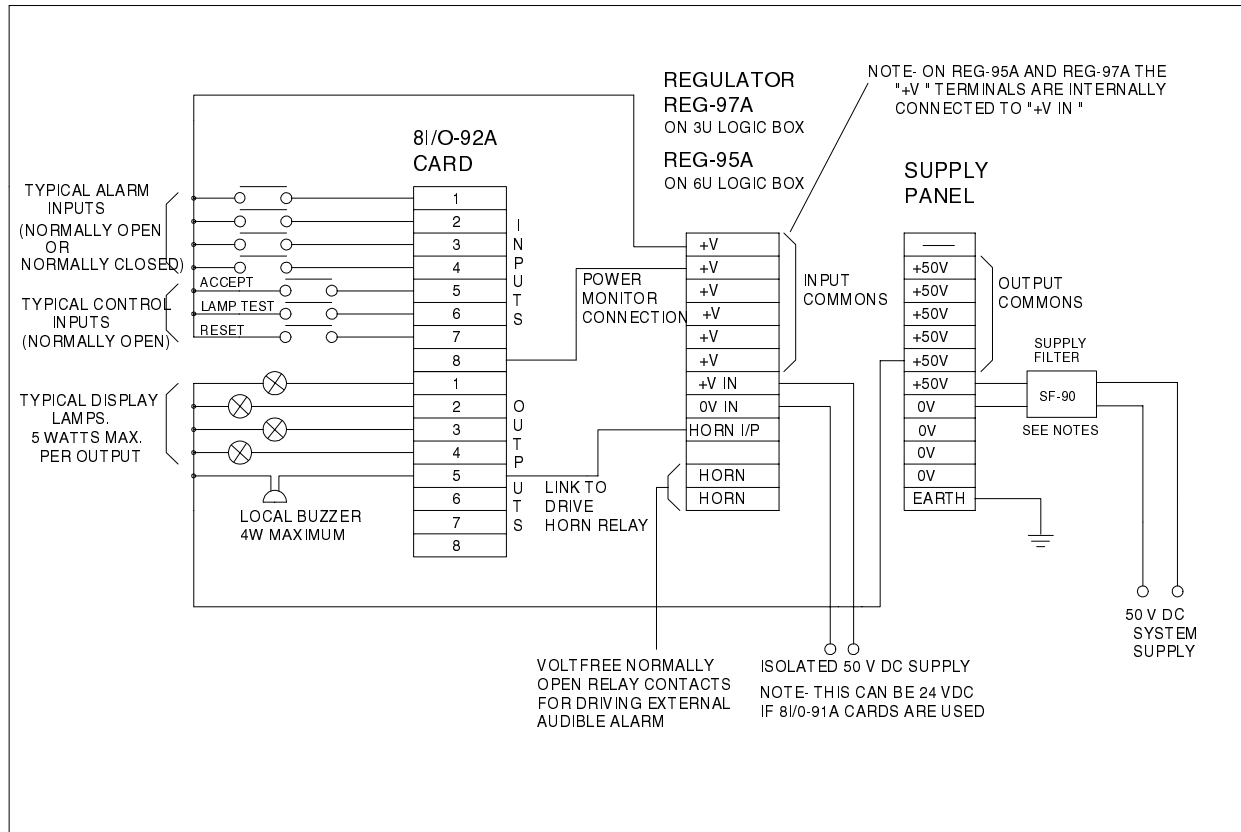 REGULATOR
REG-97A
ON 3U LOGIC BOX
REG-95A
ON 6U LOGIC BOX
NOTE- ON REG-95A AND REG-97A THE
"+V " TERMINALS ARE INTERNALLY
CONNECTED TO "+V IN "
8I/O-92A
CARD
SUPPLY
PANEL
TYPICAL ALARM
INPUTS
(NORMALLY OPEN
OR
NORMALLY CLOSED)
ACCEPT
LAMP TEST
RESET
TYPICAL CONTROL
INPUTS
(NORMALLY OPEN)
TYPICAL DISPLAY
LAMPS.
5 WATTS MAX.
PER OUTPUT
LOCAL BUZZER
4W MAXIMUM
1
2
3
4
5
6
7
8
INPUTS
1
2
3
4
5
6
7
8
OUTPUTS
POWER
MONITOR
CONNECTION
LINK TO
DRIVE
HORN RELAY
+V
+V
+V
+V
+V
+V
+V IN
0V IN
HORN I/P
HORN
HORN
INPUT
COMMONS
+50V
+50V
+50V
+50V
+50V
+50V
0V
0V
0V
0V
EARTH
OUTPUT
COMMONS
SUPPLY
FILTER
SF-90
SEE NOTES
50 V DC
SYSTEM
SUPPLY
VOLTFREE NORMALLY
OPEN RELAY CONTACTS
FOR DRIVING EXTERNAL
AUDIBLE ALARM
ISOLATED 50 V DC SUPPLY
NOTE- THIS CAN BE 24 VDC
IF 8I/0-91A CARDS ARE USED